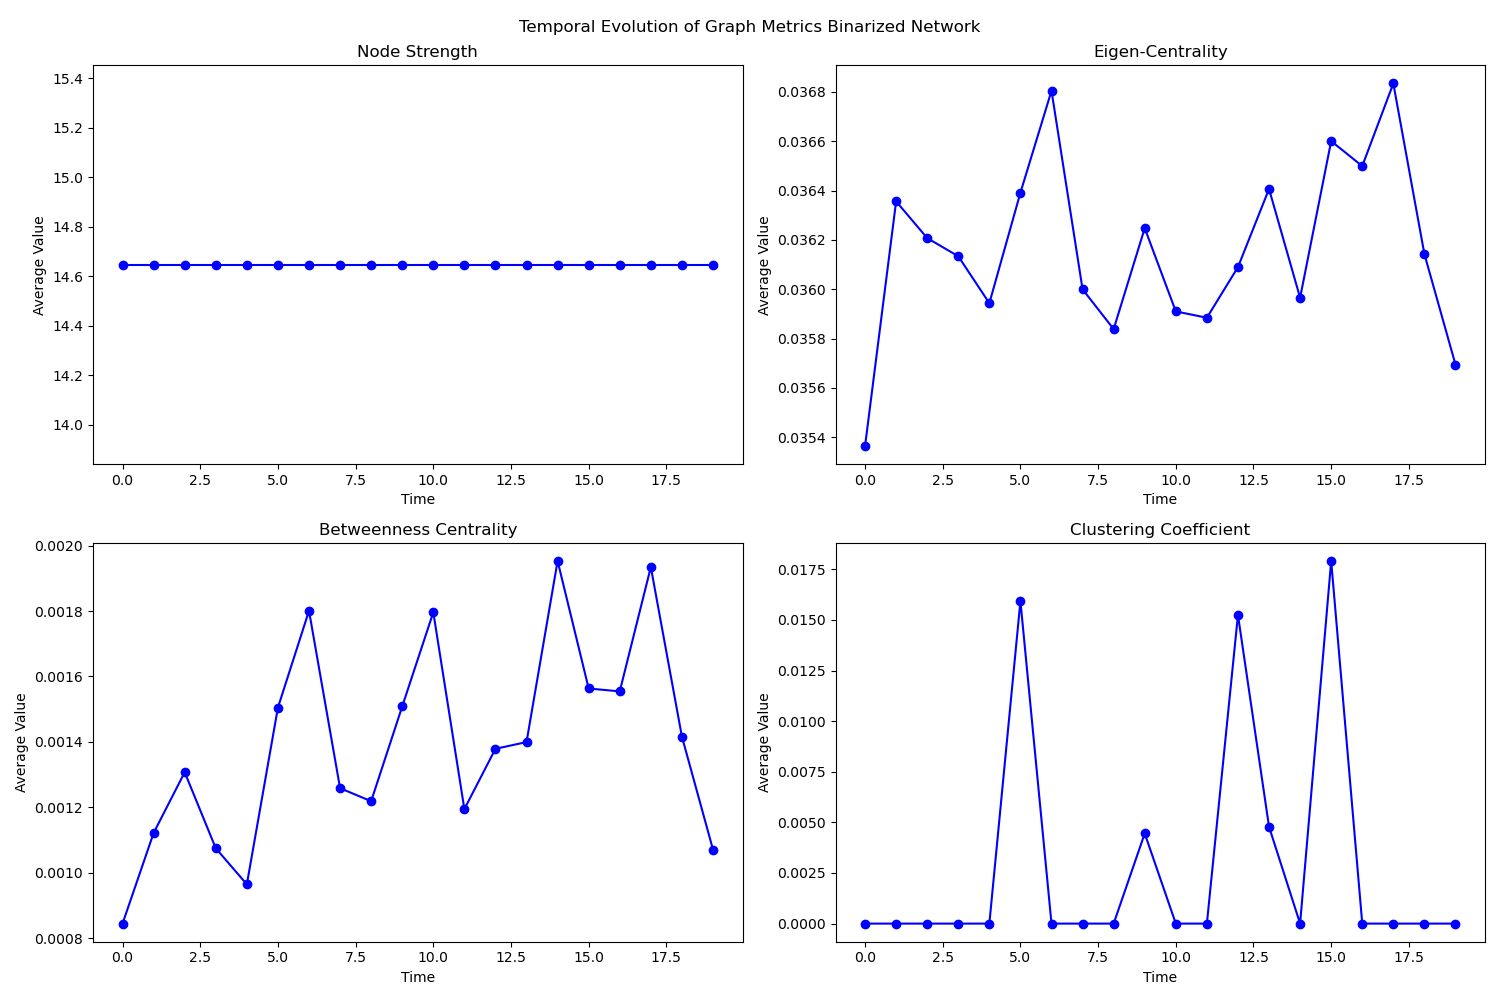 Temporal Evolution of Graph Metrics Binarized Network
Node Strength
15.4
15.2
15.0
14.8
14.6
14.4
14.2
14.0
Average Value
0.0 2.5 5.0 7.5 10.0 12.5 15.0 17.5
Time
Eigen-Centrality
0.0368
0.0366
0.0364
0.0362
0.0360
0.0358
0.0356
0.0354
Average Value
0.0 2.5 5.0 7.5 10.0 12.5 15.0 17.5
Time
Betweenness Centrality
0.0020
0.0018
0.0016
0.0014
0.0012
0.0010
0.0008
Average Value
0.0 2.5 5.0 7.5 10.0 12.5 15.0 17.5
Time
Clustering Coefficient
0.0175
0.0150
0.0125
0.0100
0.0075
0.0050
0.0025
0.0000
Average Value
0.0 2.5 5.0 7.5 10.0 12.5 15.0 17.5
Time